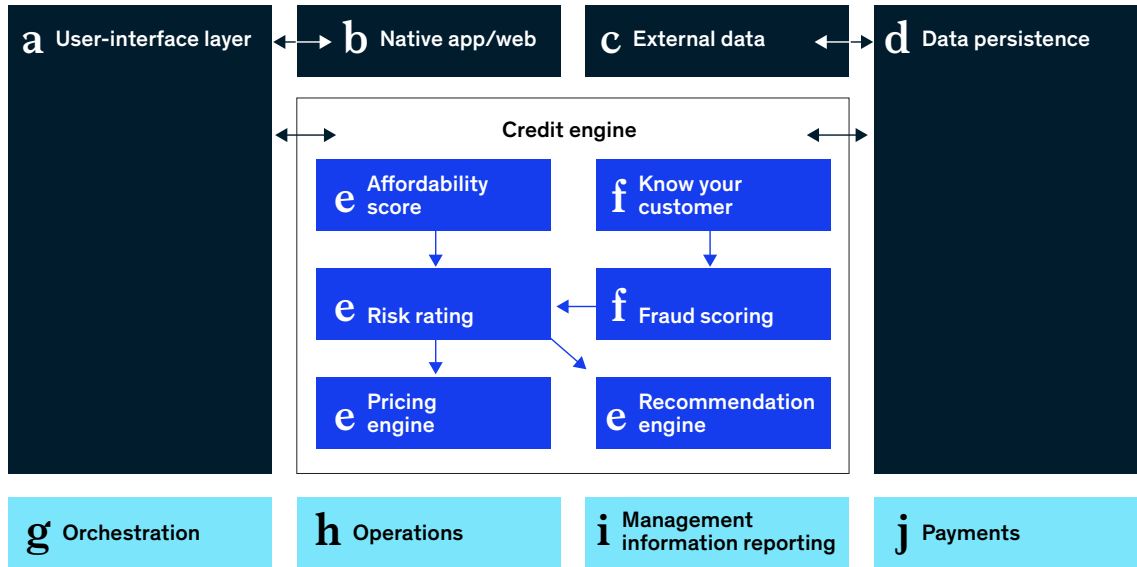 a User-interface layer
b Native app/web
c External data
d Data persistence
Credit engine
e Affordability
score
f Know your
customer
e Risk rating
f Fraud scoring
e Pricing
engine
e Recommendation
engine
g Orchestration
h Operations
i Management
information reporting
j Payments